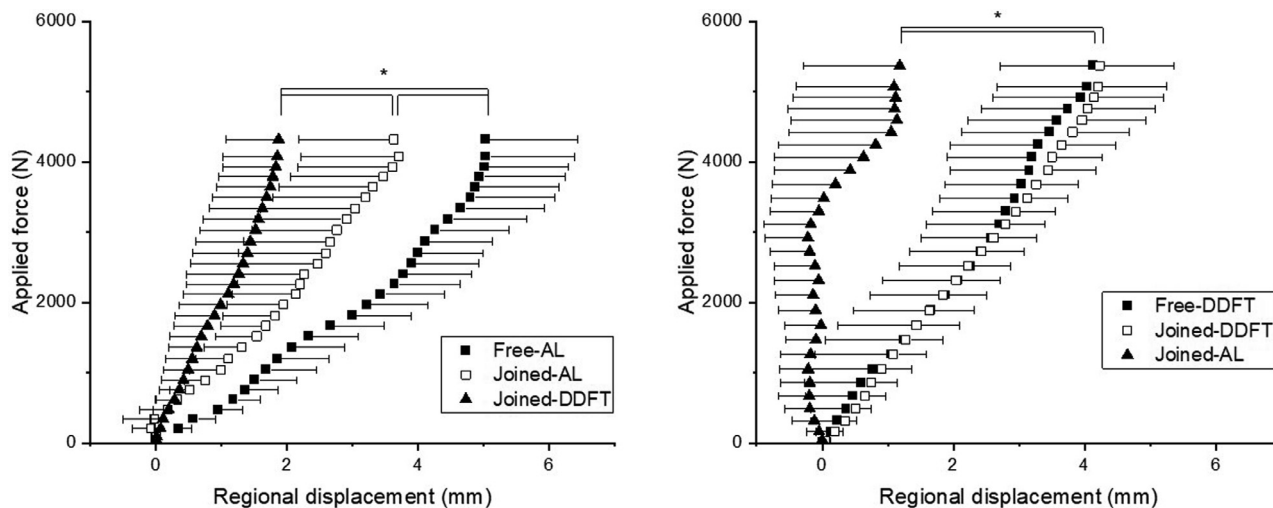 6000
4000
2000
0
Applied force (N)
*
Free-AL
Joined-AL
Joined-DDFT
0 2 4 6
Regional displacement (mm)
6000
4000
2000
0
Applied force (N)
*
Free-DDFT
Joined-DDFT
Joined-AL
0 2 4 6
Regional displacement (mm)